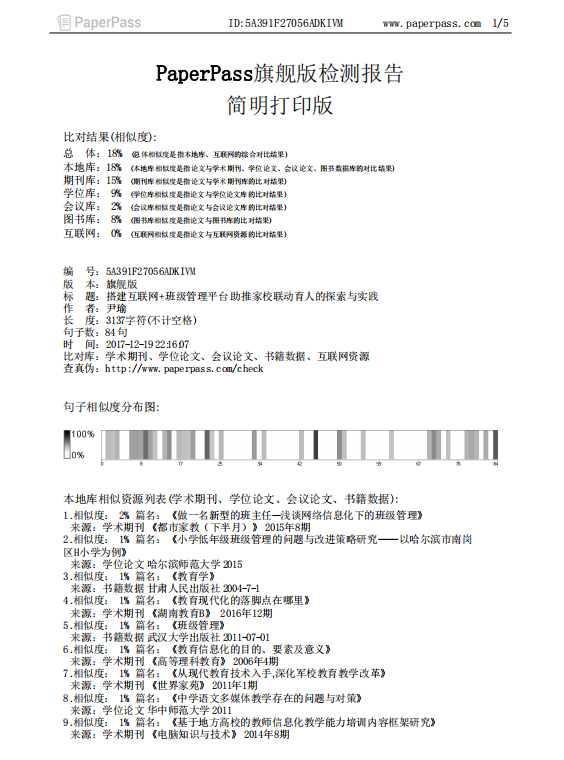 PaperPass ID:5A391F27056ADKIVM www.paperpass.com 1/5
PaperPass旗舰版检测报告
简明打印版
比对结果(相似度):
总 体: 18% (总体相似度是指本地库、互联网的综合对比结果)
本地库: 18% (本地库相似度是指论文与学术期刊、学位论文、会议论文、图书数据库的对比结果)
期刊库: 15% (期刊库相似度是指论文与学术期刊库的比对结果)
学位库: 9% (学位库相似度是指论文与学位论文库的比对结果)
会议库: 2% (会议库相似度是指论文与会议论文库的比对结果)
图书库: 8% (图书库相似度是指论文与图书库的比对结果)
互联网: 0% (互联网相似度是指论文与互联网资源的比对结果)
编 号: 5A391F27056ADKIVM
版 本: 旗舰版
标 题: 搭建互联网+班级管理平台 助推家校联动育人的探索与实践
作 者: 尹瑜
长 度: 3137字符(不计空格)
句子数: 84句
时 间: 2017-12-19 22:16:07
比对库: 学术期刊、学位论文、会议论文、书籍数据、互联网资源
查真伪: http://www.paperpass.com/check
句子相似度分布图:
100%
0%
0 8 17 25 34 42 50 59 67 76 84
本地库相似资源列表(学术期刊、学位论文、会议论文、书籍数据):
1.相似度: 2% 篇名: 《做一名新型的班主任--浅谈网络信息化下的班级管理》
来源: 学术期刊 《都市家教(下半月)》 2015年8期
2.相似度: 1% 篇名: 《小学低年级班级管理的问题与改进策略研究——以哈尔滨市南岗
区H小学为例》
来源: 学位论文 哈尔滨师范大学 2015
3.相似度: 1% 篇名: 《教育学》
来源: 书籍数据 甘肃人民出版社 2004-7-1
4.相似度: 1% 篇名: 《教育现代化的落脚点在哪里》
来源: 学术期刊 《湖南教育B》 2016年12期
5.相似度: 1% 篇名: 《班级管理》
来源: 书籍数据 武汉大学出版社 2011-07-01
6.相似度: 1% 篇名: 《教育信息化的目的、要素及意义》
来源: 学术期刊 《高等理科教育》 2006年4期
7.相似度: 1% 篇名: 《从现代教育技术入手,深化军校教育教学改革》
来源: 学术期刊 《世界家苑》 2011年1期
8.相似度: 1% 篇名: 《中学语文多媒体教学存在的问题与对策》
来源: 学位论文 华中师范大学 2011
9.相似度: 1% 篇名: 《基于地方高校的教师信息化教学能力培训内容框架研究》
来源: 学术期刊 《电脑知识与技术》 2014年8期